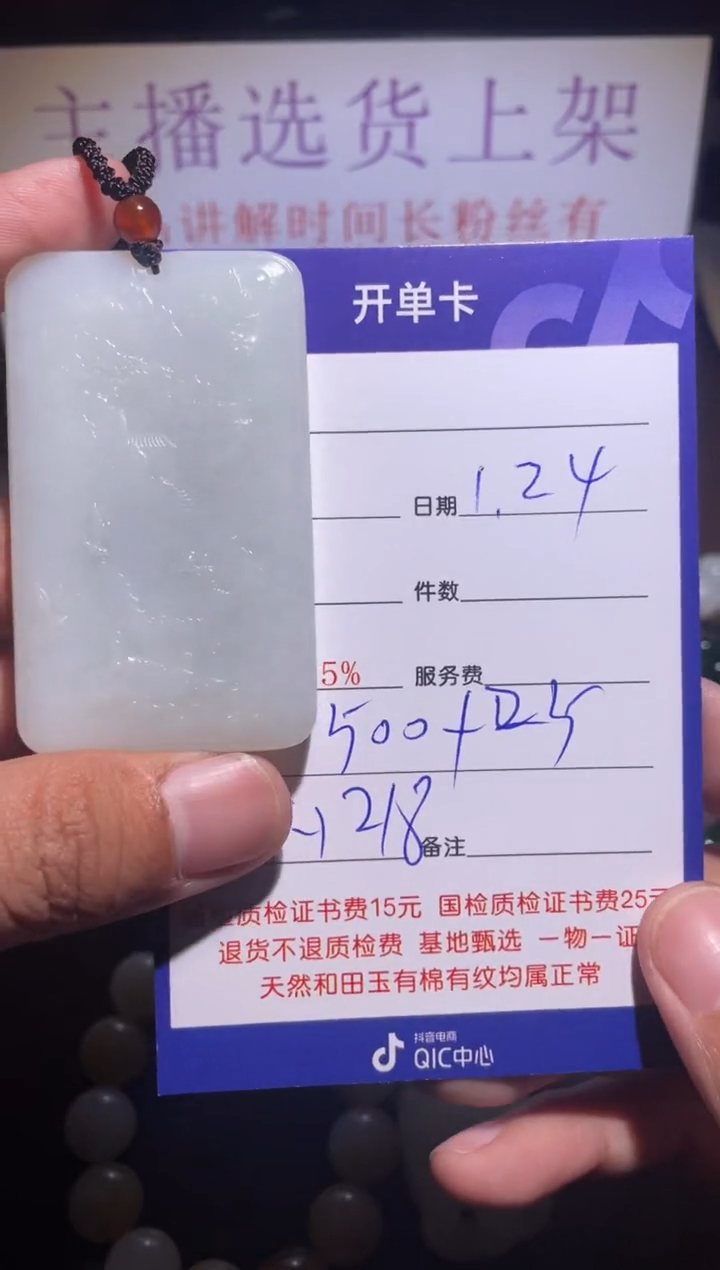 主播选货上架
讲解时间长粉丝有
开单卡
日期 1.24
件数
5% 服务费
500+
218 备注
质检证书费15元 国检质检证书费25元
退货不退质检费 基地甄选 一物一证
天然和田玉有棉有纹均属正常
抖音电商
QIC中心